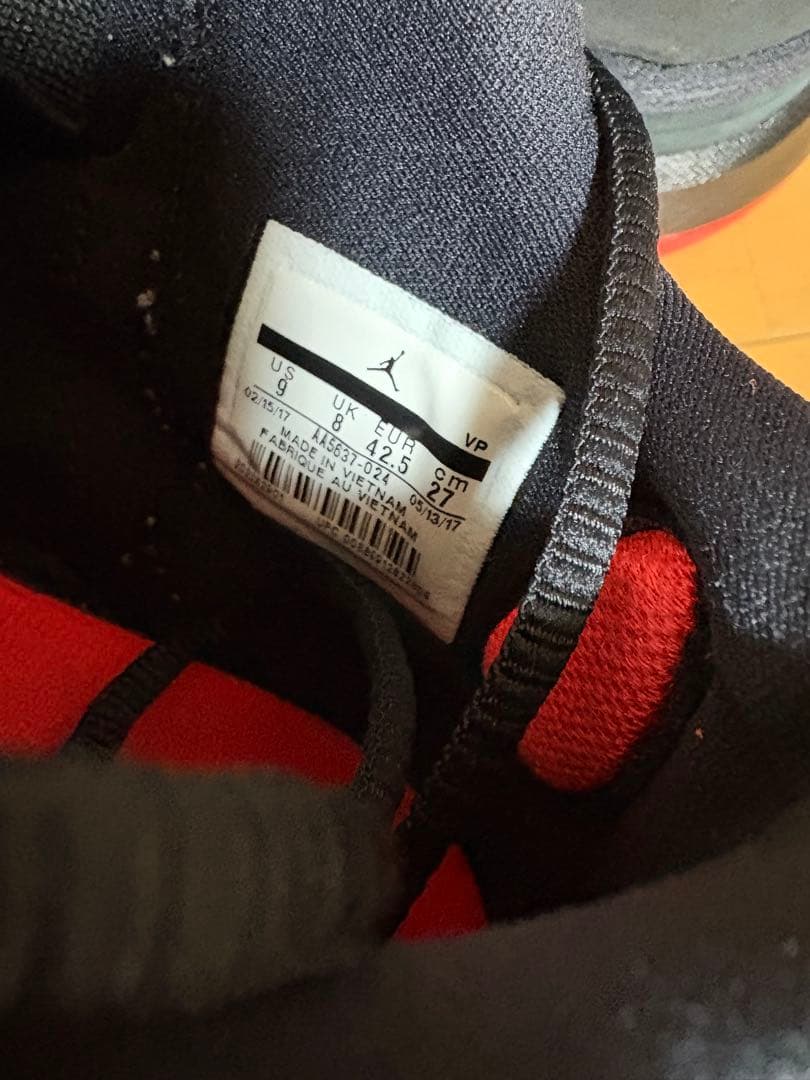 VP
US UK EUR cm
9 8 42.5 27
02/15/17 AA5637-024 05/13/17
MADE IN VIETNAM
FABRIQUE AU VIETNAM
UPC